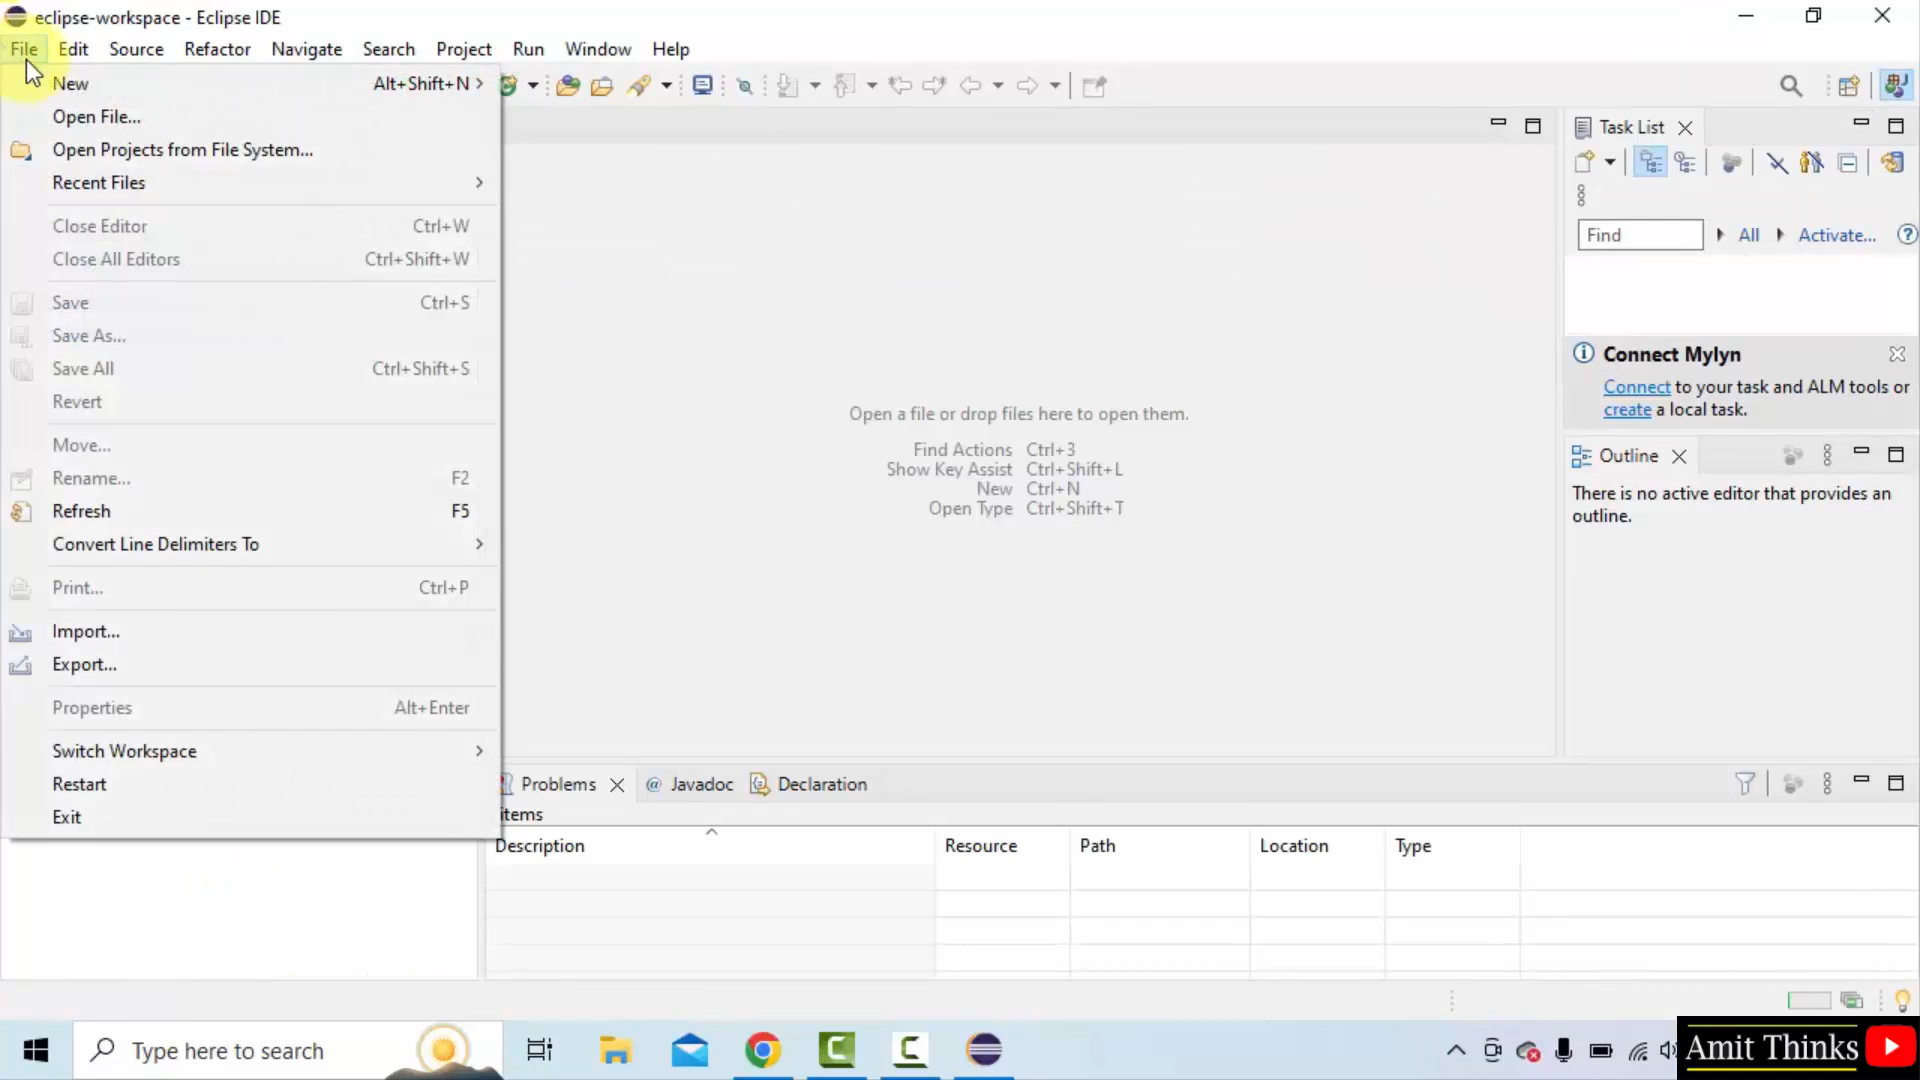 eclipse-workspace - Eclipse IDE
File Edit Source Refactor Navigate Search Project Run Window Help
New Alt+Shift+N
Open File...
Open Projects from File System...
Recent Files
Close Editor Ctrl+W
Close All Editors Ctrl+Shift+W
Save Ctrl+S
Save As...
Save All Ctrl+Shift+S
Revert
Move...
Rename... F2
Refresh F5
Convert Line Delimiters To
Print... Ctrl+P
Import...
Export...
Properties Alt+Enter
Switch Workspace
Restart
Exit
Open a file or drop files here to open them.
Find Actions Ctrl+3
Show Key Assist Ctrl+Shift+L
New Ctrl+N
Open Type Ctrl+Shift+T
Task List
Find All Activate...
Connect Mylyn
Connect to your task and ALM tools or
create a local task.
Outline
There is no active editor that provides an
outline.
Problems @ Javadoc Declaration
items
Description Resource Path Location Type
Type here to search
Amit Thinks